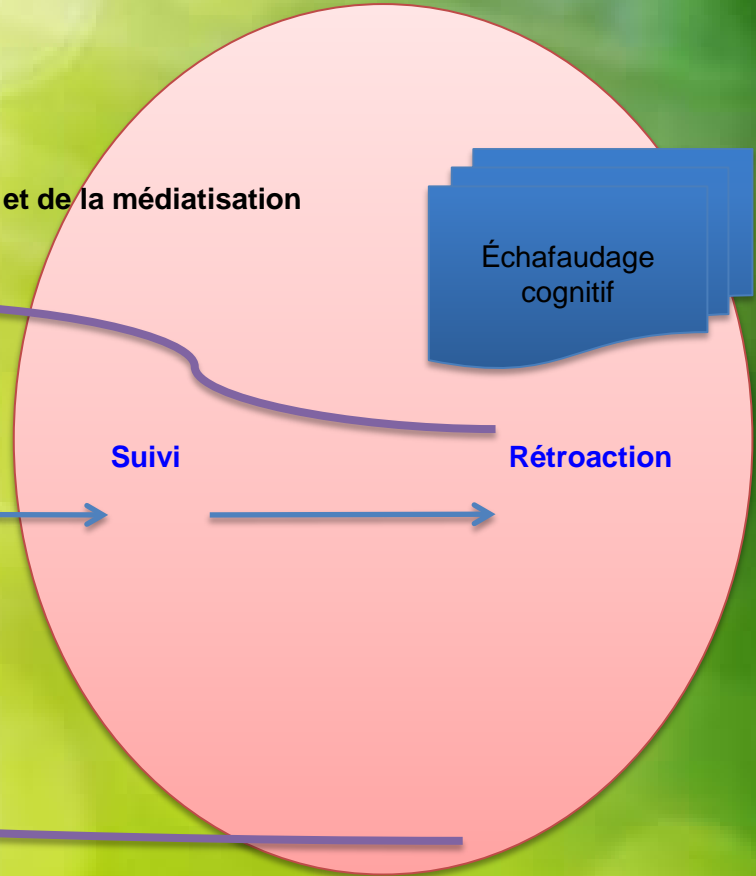 et de la médiatisation
Échafaudage
cognitif
Suivi
Rétroaction